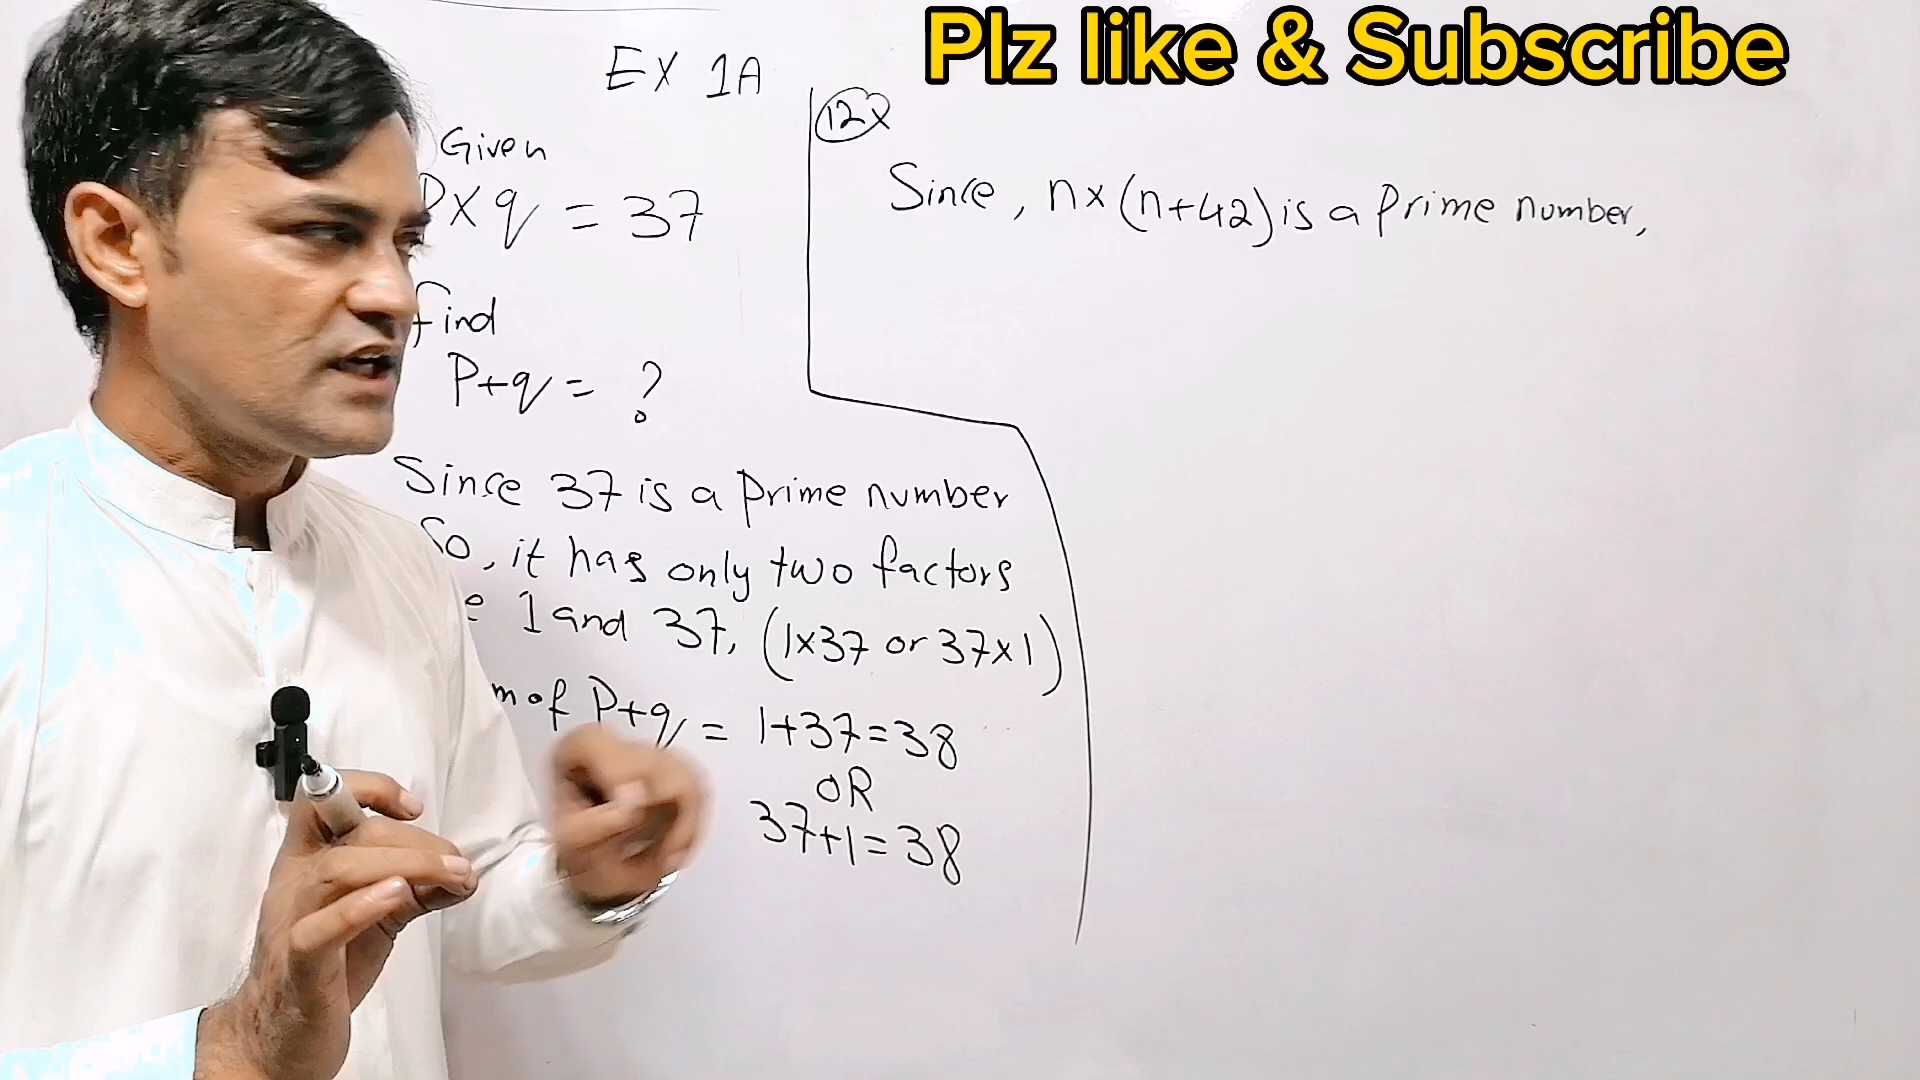 Plz like & Subscribe
EX 1A
Given
P × q = 37
find
P+q = ?
Since 37 is a prime number
So, it has only two factors
1 and 37, (1×37 or 37×1)
of P+q = 1+37=38
OR
37+1=38
12
Since, n×(n+42) is a prime number,